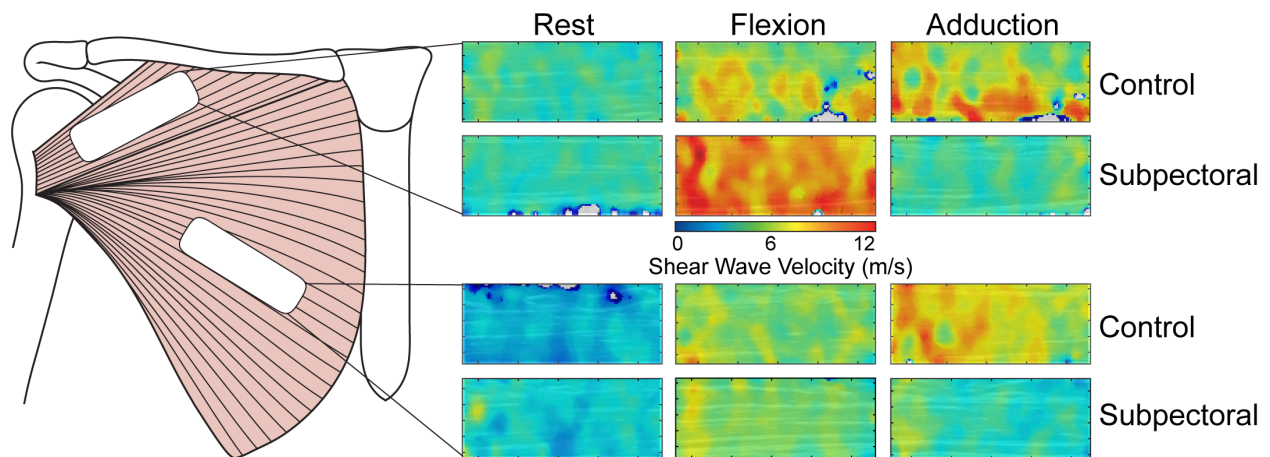 Rest Flexion Adduction
Control
Subpectoral
0 6 12
Shear Wave Velocity (m/s)
Control
Subpectoral